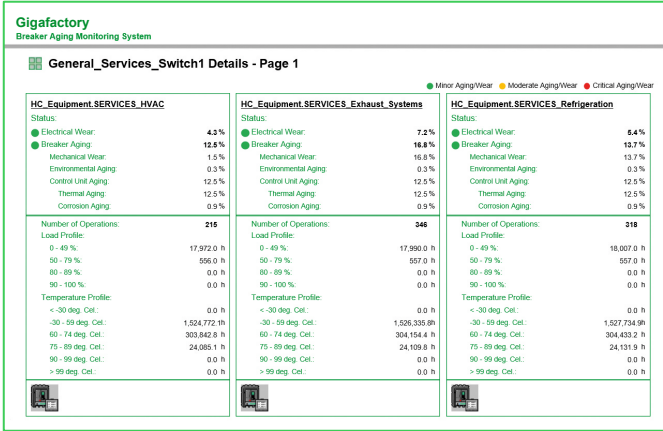 Gigafactory
Breaker Aging Monitoring System
General_Services_Switch1 Details - Page 1
Minor Aging/Wear Moderate Aging/Wear Critical Aging/Wear
HC_Equipment.SERVICES_HVAC
Status:
Electrical Wear: 4.3 %
Breaker Aging: 12.5 %
Mechanical Wear: 1.5 %
Environmental Aging: 0.3 %
Control Unit Aging: 12.5 %
Thermal Aging: 12.5 %
Corrosion Aging: 0.9 %
Number of Operations: 215
Load Profile:
0 - 49 %: 17,972.0 h
50 - 79 %: 556.0 h
80 - 89 %: 0.0 h
90 - 100 %: 0.0 h
Temperature Profile:
< -30 deg. Cel.: 0.0 h
-30 - 59 deg. Cel.: 1,524,772.1h
60 - 74 deg. Cel.: 303,842.8 h
75 - 89 deg. Cel.: 24,085.1 h
90 - 99 deg. Cel.: 0.0 h
> 99 deg. Cel.: 0.0 h
HC_Equipment.SERVICES_Exhaust_Systems
Status:
Electrical Wear: 7.2 %
Breaker Aging: 16.8 %
Mechanical Wear: 16.8 %
Environmental Aging: 0.3 %
Control Unit Aging: 12.5 %
Thermal Aging: 12.5 %
Corrosion Aging: 0.9 %
Number of Operations: 346
Load Profile:
0 - 49 %: 17,990.0 h
50 - 79 %: 557.0 h
80 - 89 %: 0.0 h
90 - 100 %: 0.0 h
Temperature Profile:
< -30 deg. Cel.: 0.0 h
-30 - 59 deg. Cel.: 1,526,335.8h
60 - 74 deg. Cel.: 304,154.4 h
75 - 89 deg. Cel.: 24,109.8 h
90 - 99 deg. Cel.: 0.0 h
> 99 deg. Cel.: 0.0 h
HC_Equipment.SERVICES_Refrigeration
Status:
Electrical Wear: 5.4 %
Breaker Aging: 13.7 %
Mechanical Wear: 13.7 %
Environmental Aging: 0.3 %
Control Unit Aging: 12.5 %
Thermal Aging: 12.5 %
Corrosion Aging: 0.9 %
Number of Operations: 318
Load Profile:
0 - 49 %: 18,007.0 h
50 - 79 %: 557.0 h
80 - 89 %: 0.0 h
90 - 100 %: 0.0 h
Temperature Profile:
< -30 deg. Cel.: 0.0 h
-30 - 59 deg. Cel.: 1,527,734.9h
60 - 74 deg. Cel.: 304,433.2 h
75 - 89 deg. Cel.: 24,131.9 h
90 - 99 deg. Cel.: 0.0 h
> 99 deg. Cel.: 0.0 h